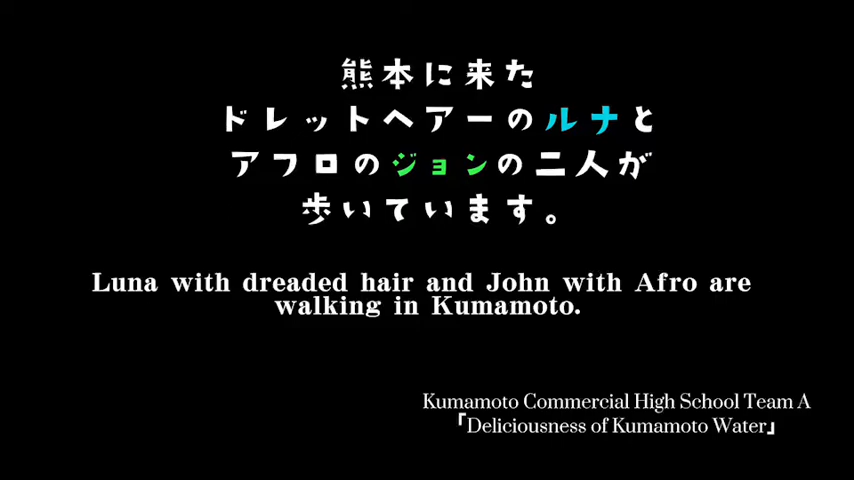 熊本に来た
ドレットヘアーのルナと
アフロのジョンの二人が
歩いています。
Luna with dreaded hair and John with Afro are
walking in Kumamoto.
Kumamoto Commercial High School Team A
「Deliciousness of Kumamoto Water」